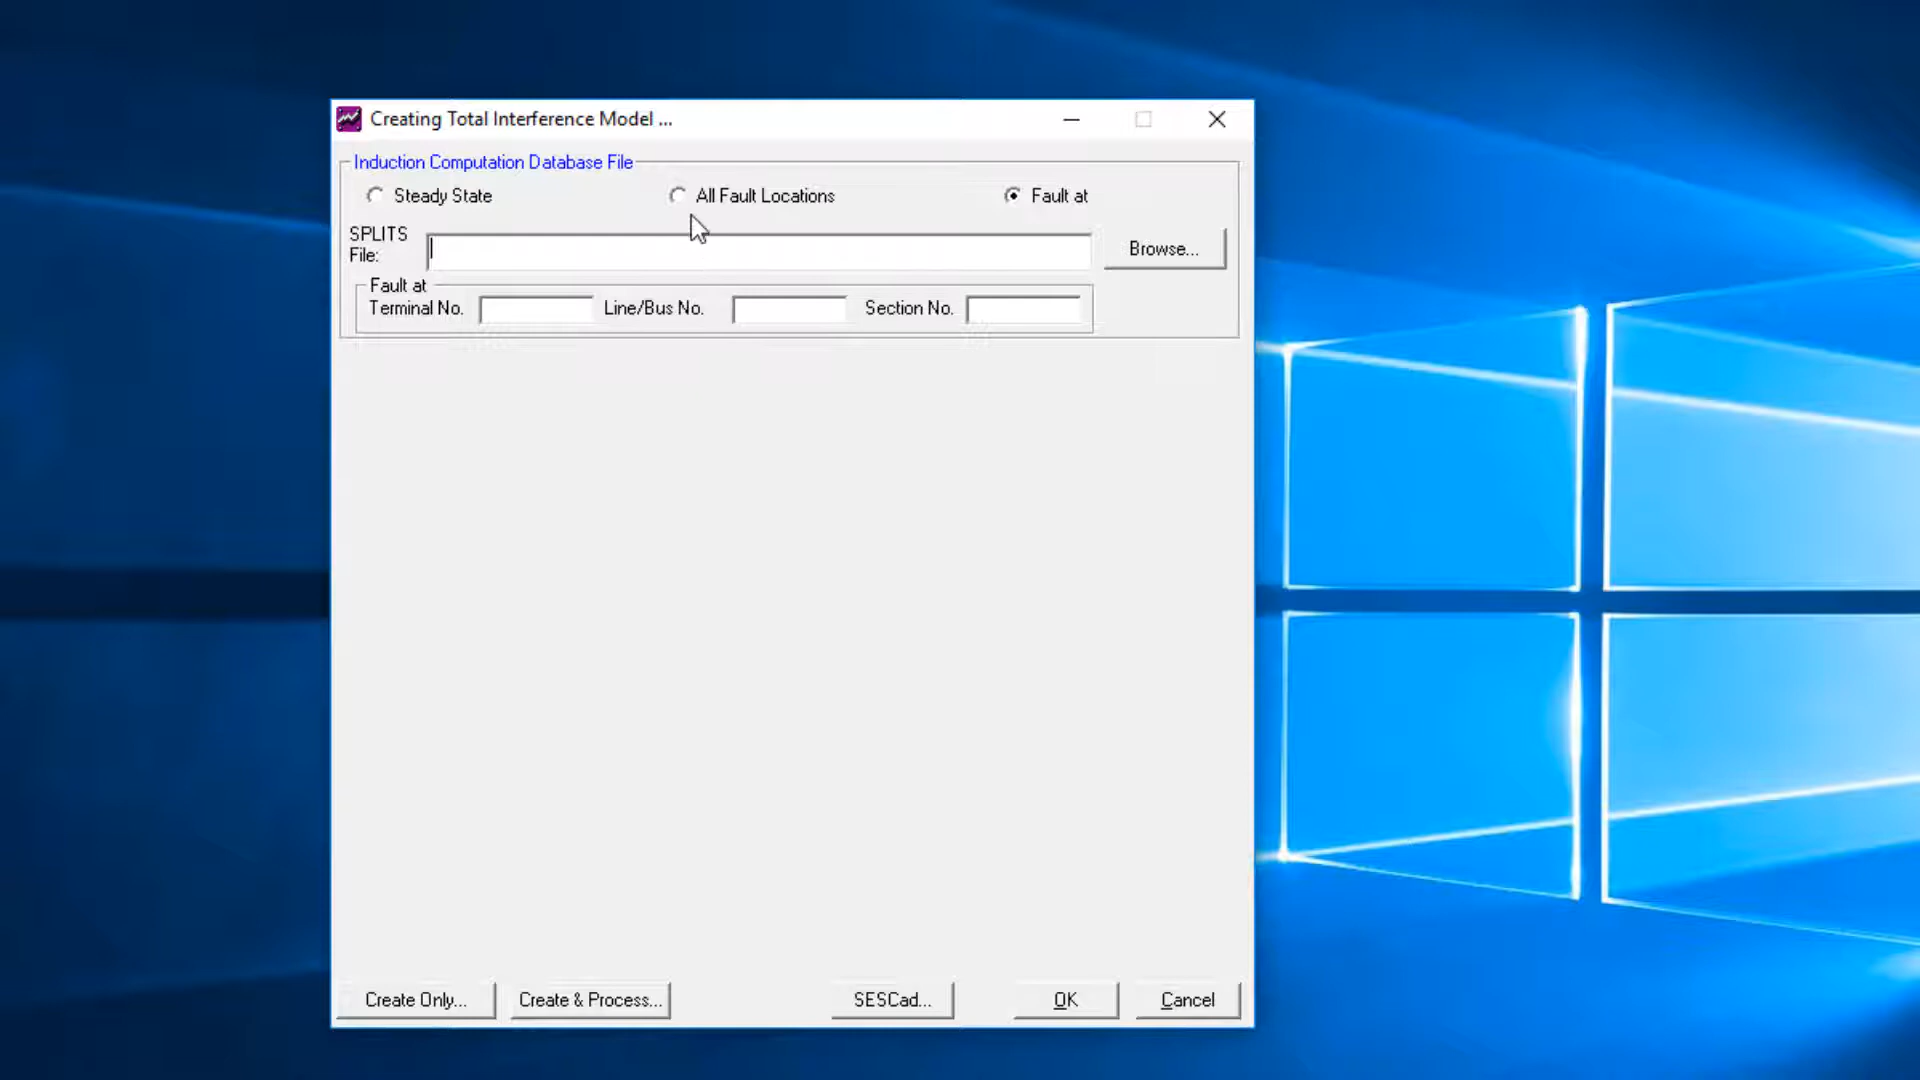 Creating Total Interference Model ...
Induction Computation Database File
Steady State
All Fault Locations
Fault at
SPLITS
File:
Browse...
Fault at
Terminal No.
Line/Bus No.
Section No.
Create Only...
Create & Process...
SESCad...
OK
Cancel